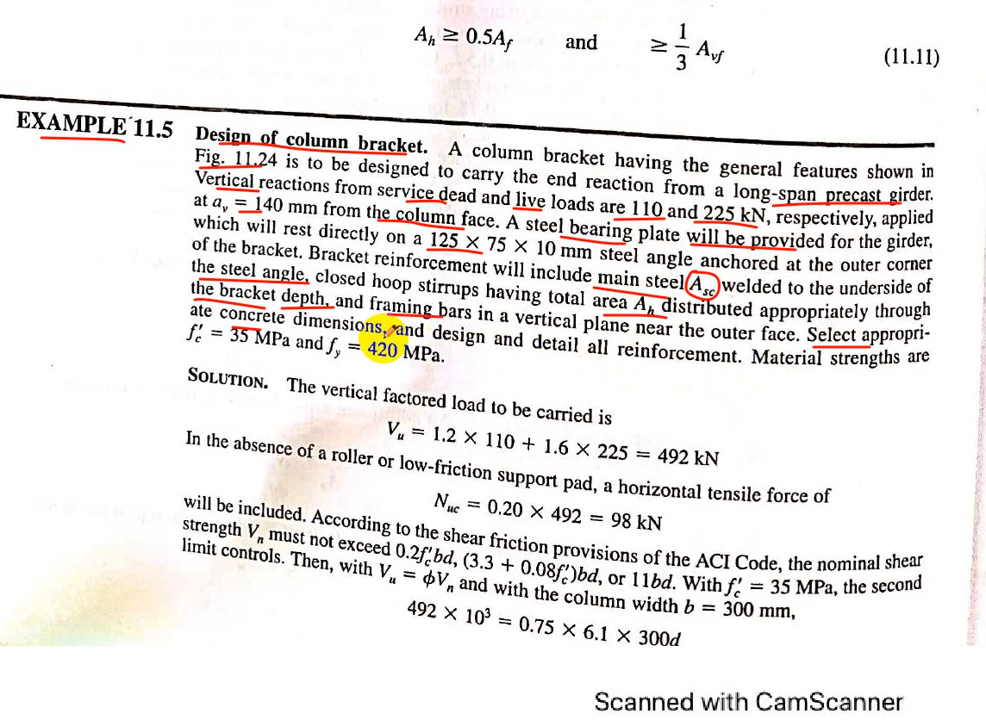 A_h ≥ 0.5A_f and ≥ 1/3 A_vf (11.11)
EXAMPLE 11.5 Design of column bracket. A column bracket having the general features shown in
Fig. 11.24 is to be designed to carry the end reaction from a long-span precast girder.
Vertical reactions from service dead and live loads are 110 and 225 kN, respectively, applied
at a_v = 140 mm from the column face. A steel bearing plate will be provided for the girder,
which will rest directly on a 125 × 75 × 10 mm steel angle anchored at the outer corner
of the bracket. Bracket reinforcement will include main steel A_sc welded to the underside of
the steel angle, closed hoop stirrups having total area A_h distributed appropriately through
the bracket depth, and framing bars in a vertical plane near the outer face. Select appropri-
ate concrete dimensions, and design and detail all reinforcement. Material strengths are
f′_c = 35 MPa and f_y = 420 MPa.
SOLUTION. The vertical factored load to be carried is
V_u = 1.2 × 110 + 1.6 × 225 = 492 kN
In the absence of a roller or low-friction support pad, a horizontal tensile force of
N_uc = 0.20 × 492 = 98 kN
will be included. According to the shear friction provisions of the ACI Code, the nominal shear
strength V_n must not exceed 0.2f′_c bd, (3.3 + 0.08f′_c)bd, or 11bd. With f′_c = 35 MPa, the second
limit controls. Then, with V_u = ϕV_n and with the column width b = 300 mm,
492 × 10³ = 0.75 × 6.1 × 300d
Scanned with CamScanner